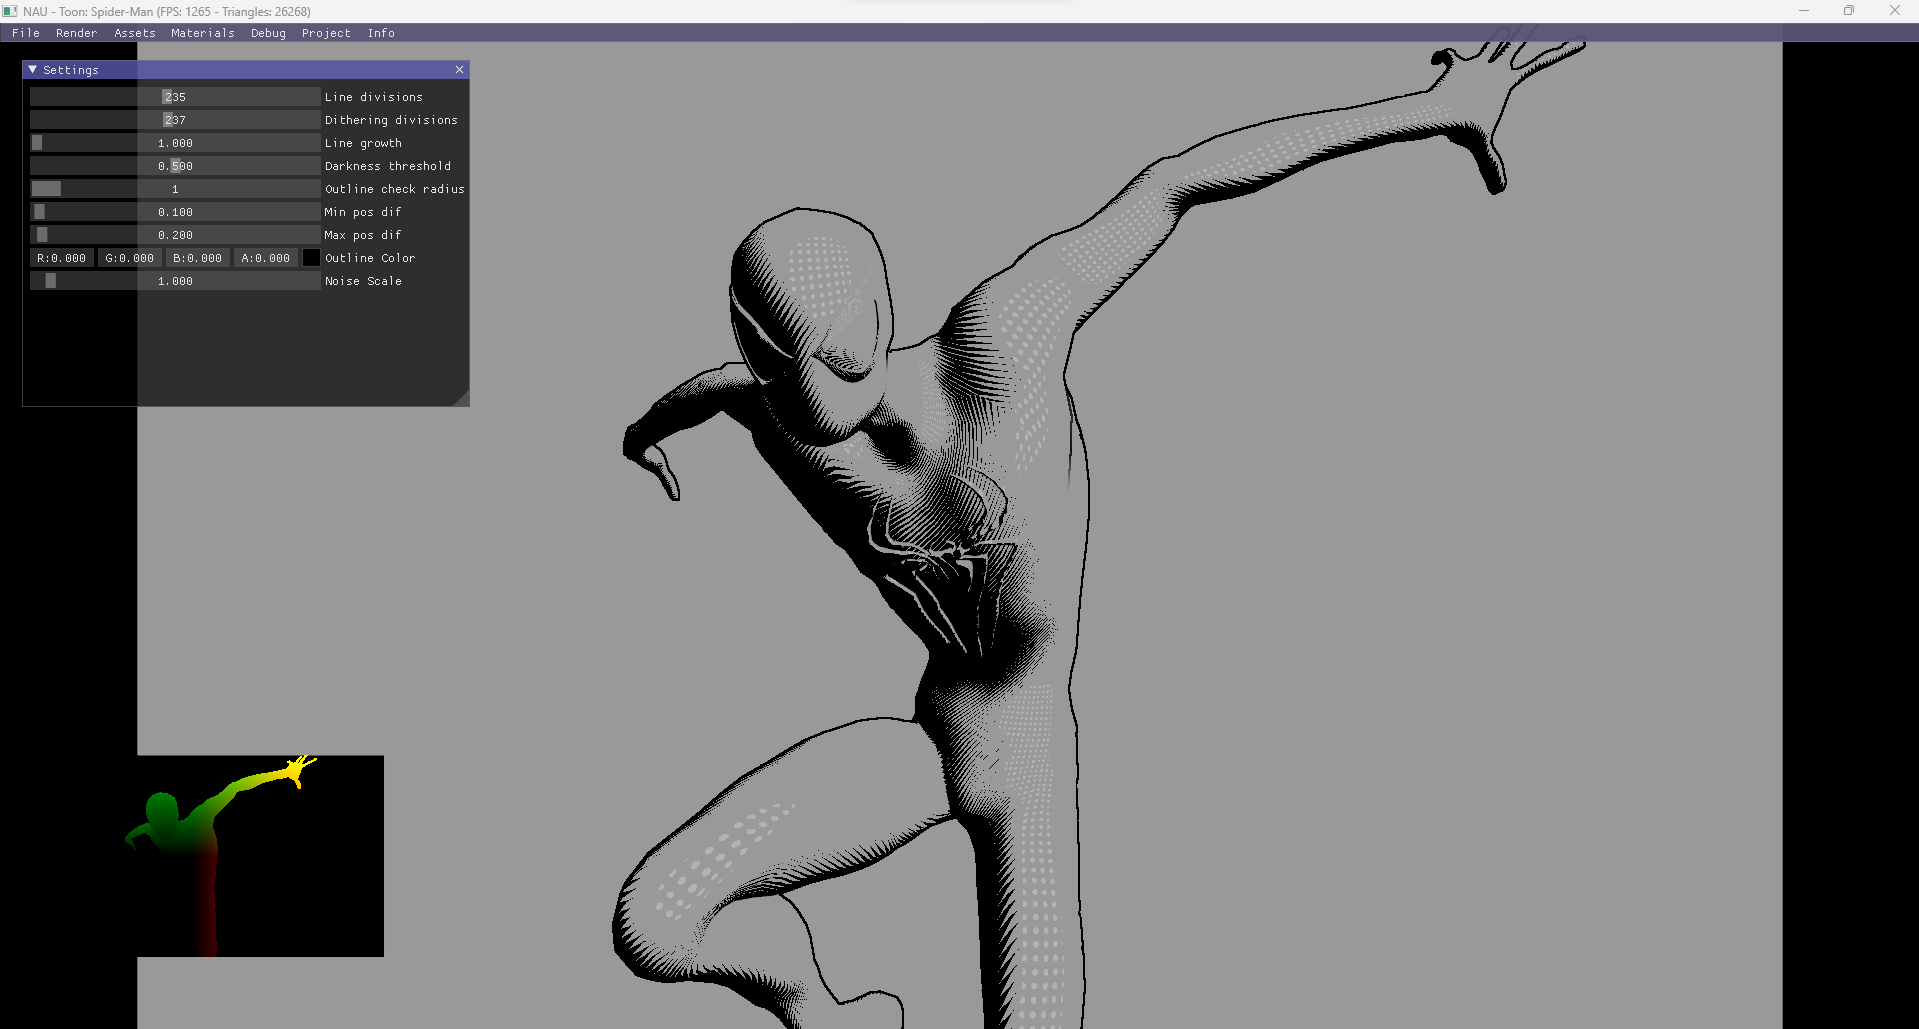 NAU - Toon: Spider-Man (FPS: 1265 - Triangles: 26268)
File Render Assets Materials Debug Project Info
Settings
235 Line divisions
237 Dithering divisions
1.000 Line growth
0.500 Darkness threshold
1 Outline check radius
0.100 Min pos dif
0.200 Max pos dif
R:0.000 G:0.000 B:0.000 A:0.000 Outline Color
1.000 Noise Scale